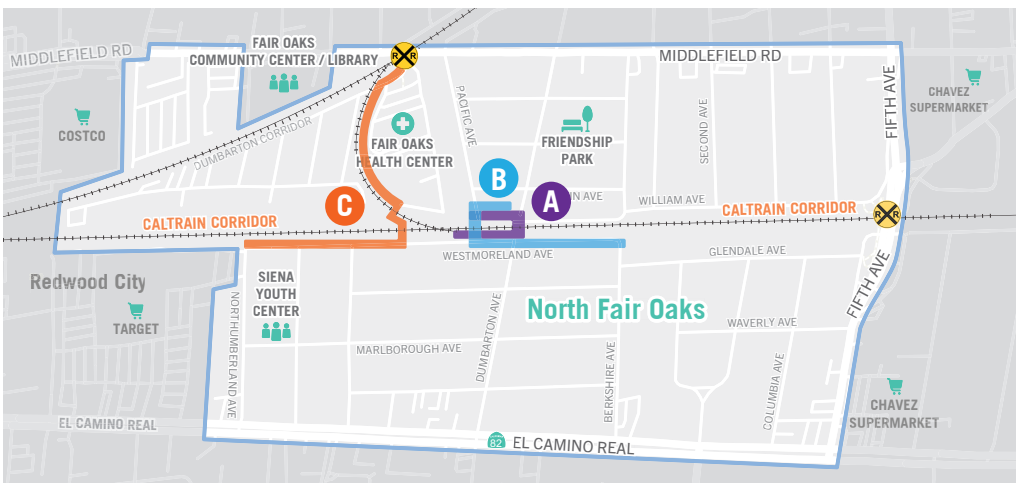 MIDDLEFIELD RD
FAIR OAKS
COMMUNITY CENTER / LIBRARY
R R
MIDDLEFIELD RD
FIFTH AVE
CHAVEZ
SUPERMARKET
COSTCO
DUMBARTON CORRIDOR
FAIR OAKS
HEALTH CENTER
PACIFIC AVE
FRIENDSHIP
PARK
SECOND AVE
B
A
C
AVE
WILLIAM AVE
CALTRAIN CORRIDOR
CALTRAIN CORRIDOR
R R
WESTMORELAND AVE
GLENDALE AVE
Redwood City
SIENA
YOUTH
CENTER
TARGET
NORTHUMBERLAND AVE
North Fair Oaks
DUMBARTON AVE
WAVERLY AVE
FIFTH AVE
MARLBOROUGH AVE
BERKSHIRE AVE
COLUMBIA AVE
CHAVEZ
SUPERMARKET
EL CAMINO REAL
82
EL CAMINO REAL